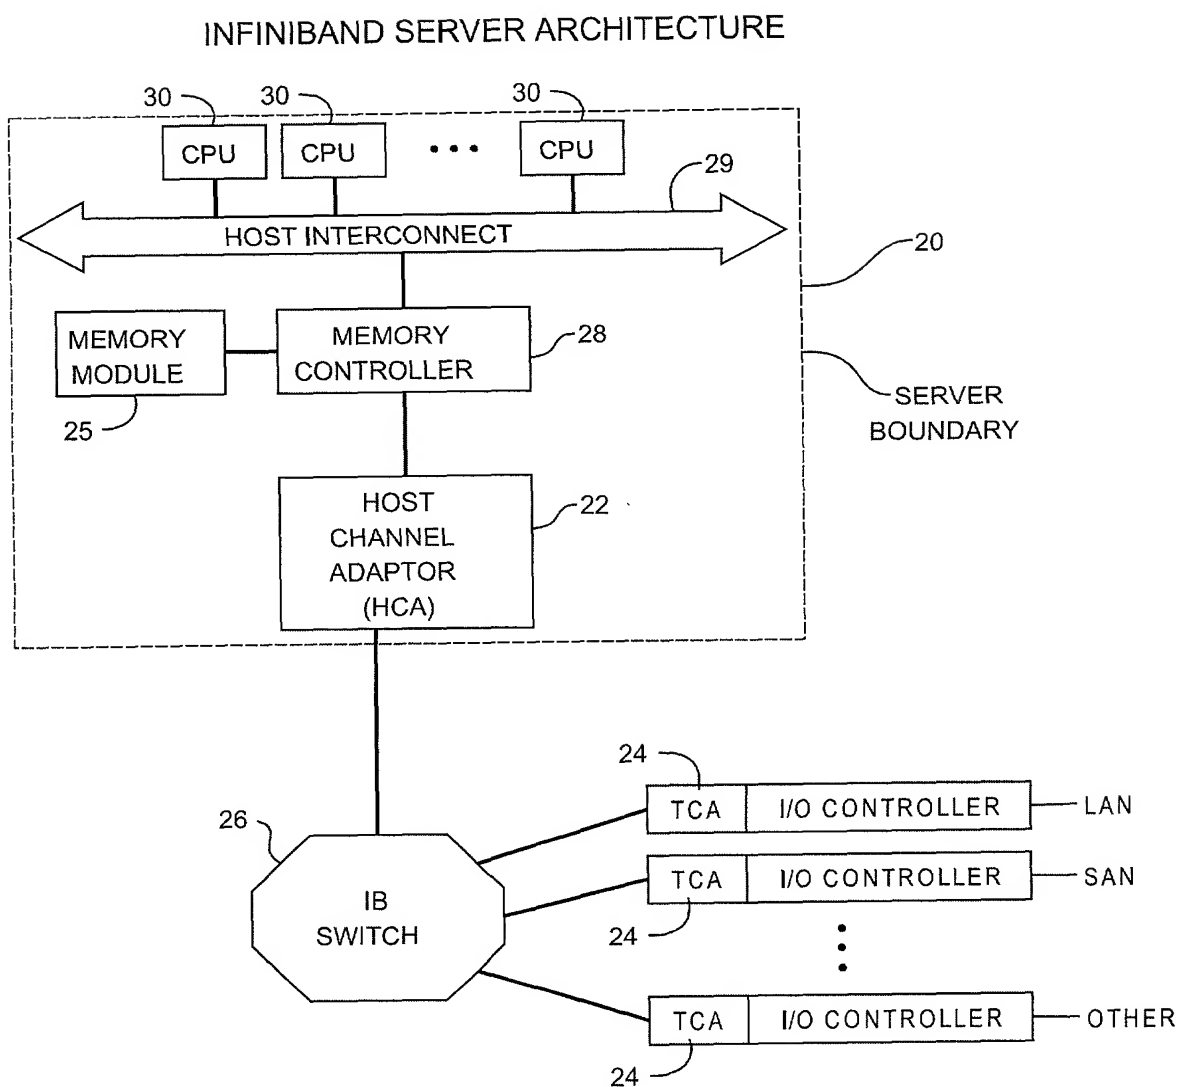 INFINIBAND SERVER ARCHITECTURE
30
30
30
CPU
CPU
• • •
CPU
29
HOST INTERCONNECT
20
MEMORY
MODULE
MEMORY
CONTROLLER
28
25
SERVER
BOUNDARY
HOST
CHANNEL
ADAPTOR
(HCA)
22
24
TCA
I/O CONTROLLER
LAN
26
IB
SWITCH
TCA
I/O CONTROLLER
SAN
24
TCA
I/O CONTROLLER
OTHER
24